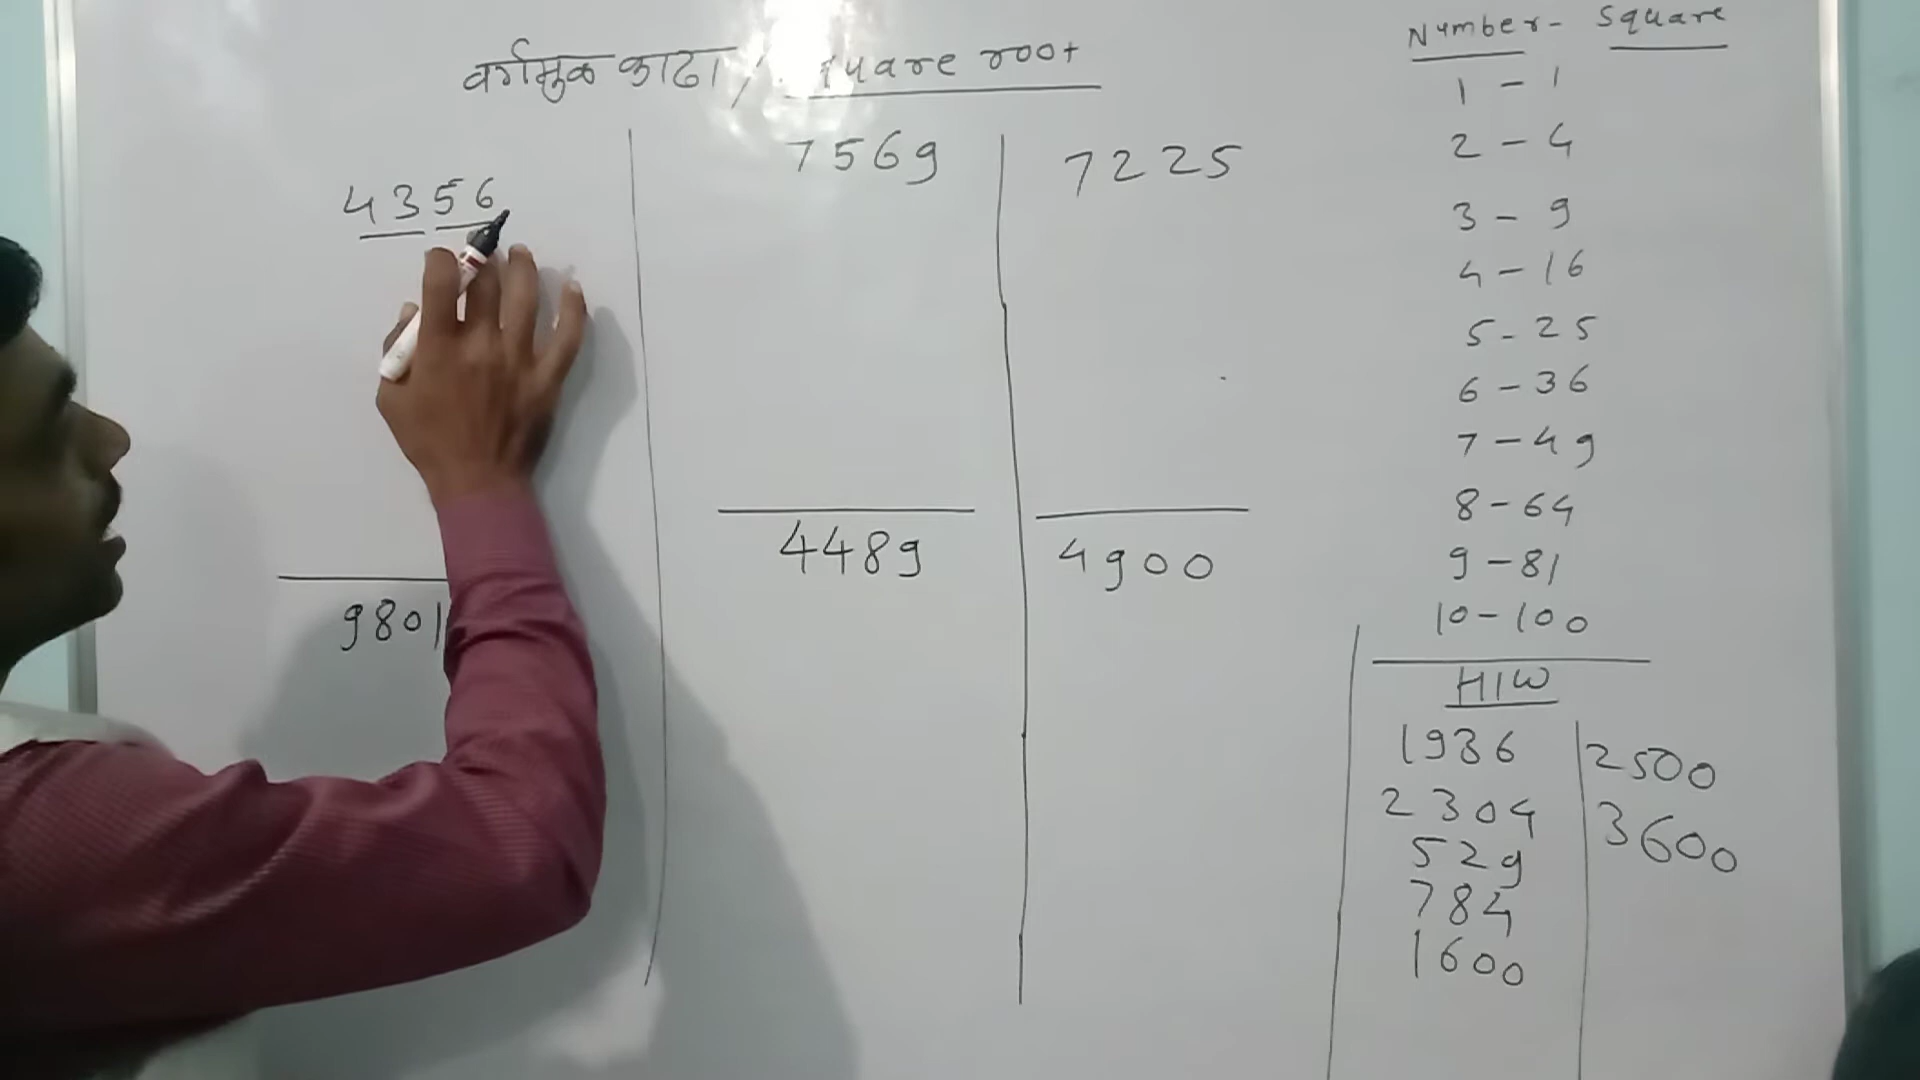 वर्गमुळ काढा / square root
4356
9801
7569
4489
7225
4900
Number - Square
1 - 1
2 - 4
3 - 9
4 - 16
5 - 25
6 - 36
7 - 49
8 - 64
9 - 81
10 - 100
H/W
1936
2304
529
784
1600
2500
3600